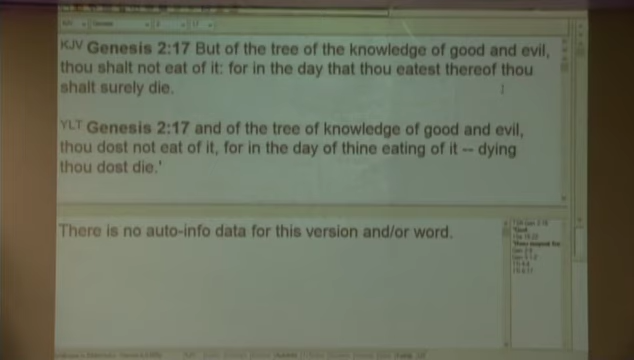 KJV Genesis 2:17 But of the tree of the knowledge of good and evil,
thou shalt not eat of it: for in the day that thou eatest thereof thou
shalt surely die.
YLT Genesis 2:17 and of the tree of knowledge of good and evil,
thou dost not eat of it, for in the day of thine eating of it -- dying
thou dost die.'
There is no auto-info data for this version and/or word.